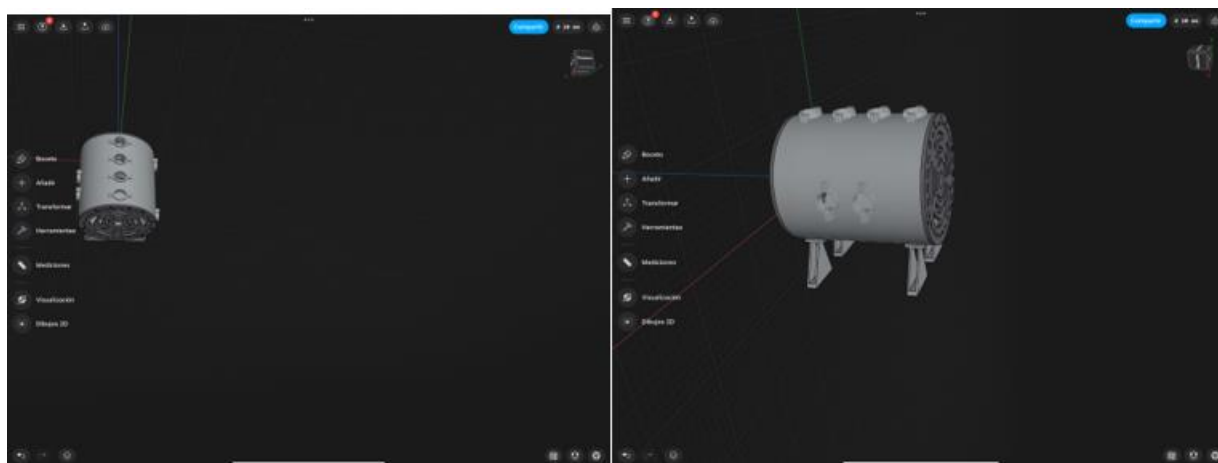 Compartir
Boceto
Añadir
Transformar
Herramientas
Mediciones
Visualización
Dibujos 2D
Compartir
Boceto
Añadir
Transformar
Herramientas
Mediciones
Visualización
Dibujos 2D